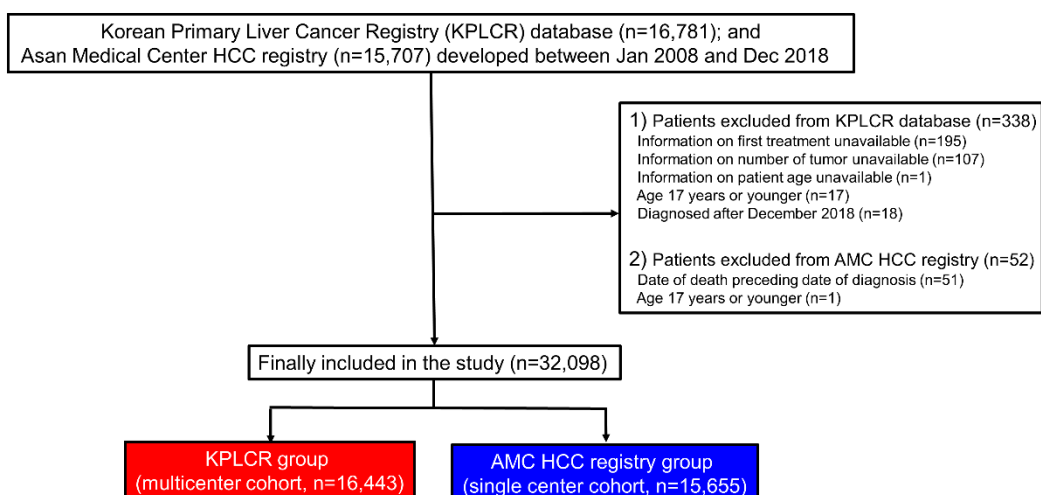 Korean Primary Liver Cancer Registry (KPLCR) database (n=16,781); and
Asan Medical Center HCC registry (n=15,707) developed between Jan 2008 and Dec 2018
1) Patients excluded from KPLCR database (n=338)
Information on first treatment unavailable (n=195)
Information on number of tumor unavailable (n=107)
Information on patient age unavailable (n=1)
Age 17 years or younger (n=17)
Diagnosed after December 2018 (n=18)
2) Patients excluded from AMC HCC registry (n=52)
Date of death preceding date of diagnosis (n=51)
Age 17 years or younger (n=1)
Finally included in the study (n=32,098)
KPLCR group
(multicenter cohort, n=16,443)
AMC HCC registry group
(single center cohort, n=15,655)